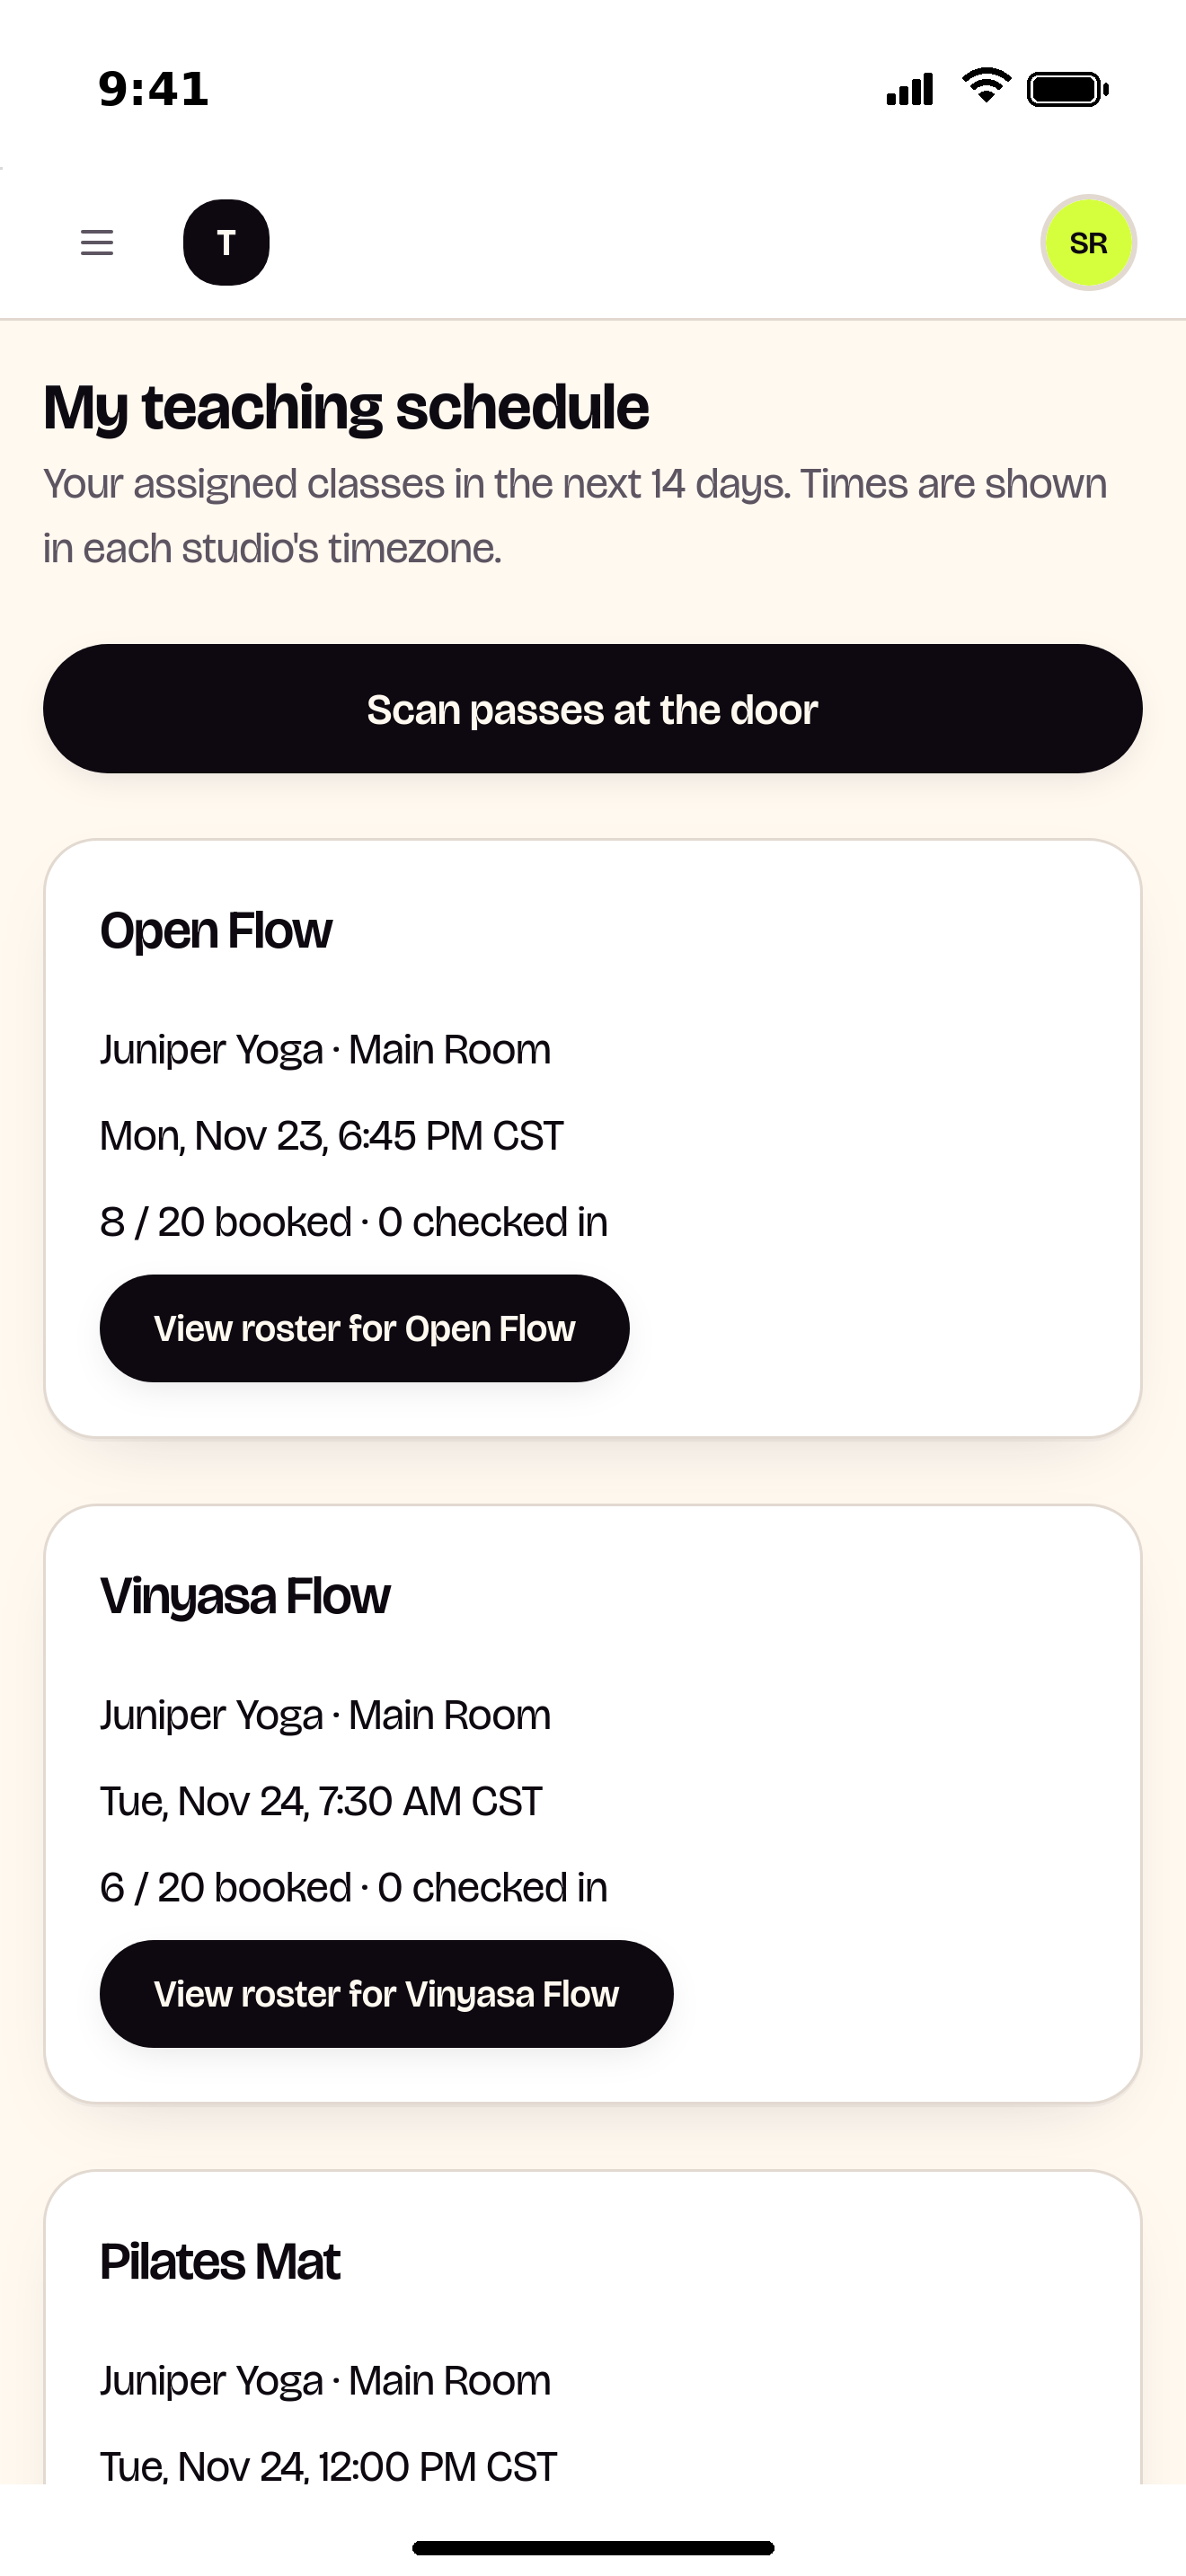 9:41
T
SR
My teaching schedule
Your assigned classes in the next 14 days. Times are shown
in each studio's timezone.
Scan passes at the door
Open Flow
Juniper Yoga · Main Room
Mon, Nov 23, 6:45 PM CST
8 / 20 booked · 0 checked in
View roster for Open Flow
Vinyasa Flow
Juniper Yoga · Main Room
Tue, Nov 24, 7:30 AM CST
6 / 20 booked · 0 checked in
View roster for Vinyasa Flow
Pilates Mat
Juniper Yoga · Main Room
Tue, Nov 24, 12:00 PM CST